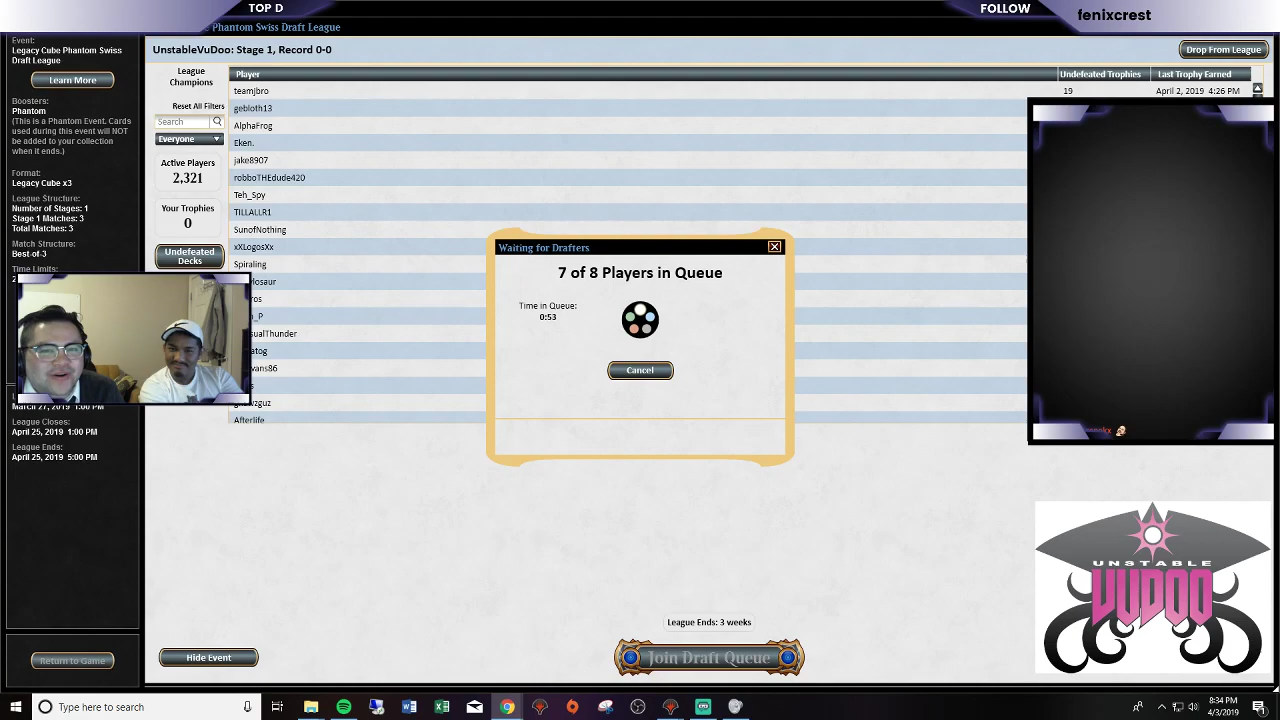 TOP D
FOLLOW
fenixcrest
Phantom Swiss Draft League
Event:
Legacy Cube Phantom Swiss
Draft League
Learn More
Boosters:
Phantom
(This is a Phantom Event. Cards
used during this event will NOT
be added to your collection
when it ends.)
Format:
Legacy Cube x3
League Structure:
Number of Stages: 1
Stage 1 Matches: 3
Total Matches: 3
Match Structure:
Best-of-3
Time Limits:
March 27, 2019 1:00 PM
League Closes:
April 25, 2019 1:00 PM
League Ends:
April 25, 2019 5:00 PM
Return to Game
UnstableVuDoo: Stage 1, Record 0-0
Drop From League
League
Champions
Reset All Filters
Search
Everyone
Active Players
2,321
Your Trophies
0
Undefeated
Decks
Player
Undefeated Trophies
Last Trophy Earned
teamjbro
19
April 2, 2019 4:26 PM
gebloth13
AlphaFrog
Eken.
jake8907
robboTHEdude420
Teh_Spy
TILLALLR1
SunofNothing
xXLogosXx
Spiraling
Afterlife
Waiting for Drafters
7 of 8 Players in Queue
Time in Queue:
0:53
Cancel
UNSTABLE
VUDOO
League Ends: 3 weeks
Hide Event
Join Draft Queue
Type here to search
8:34 PM
4/3/2019